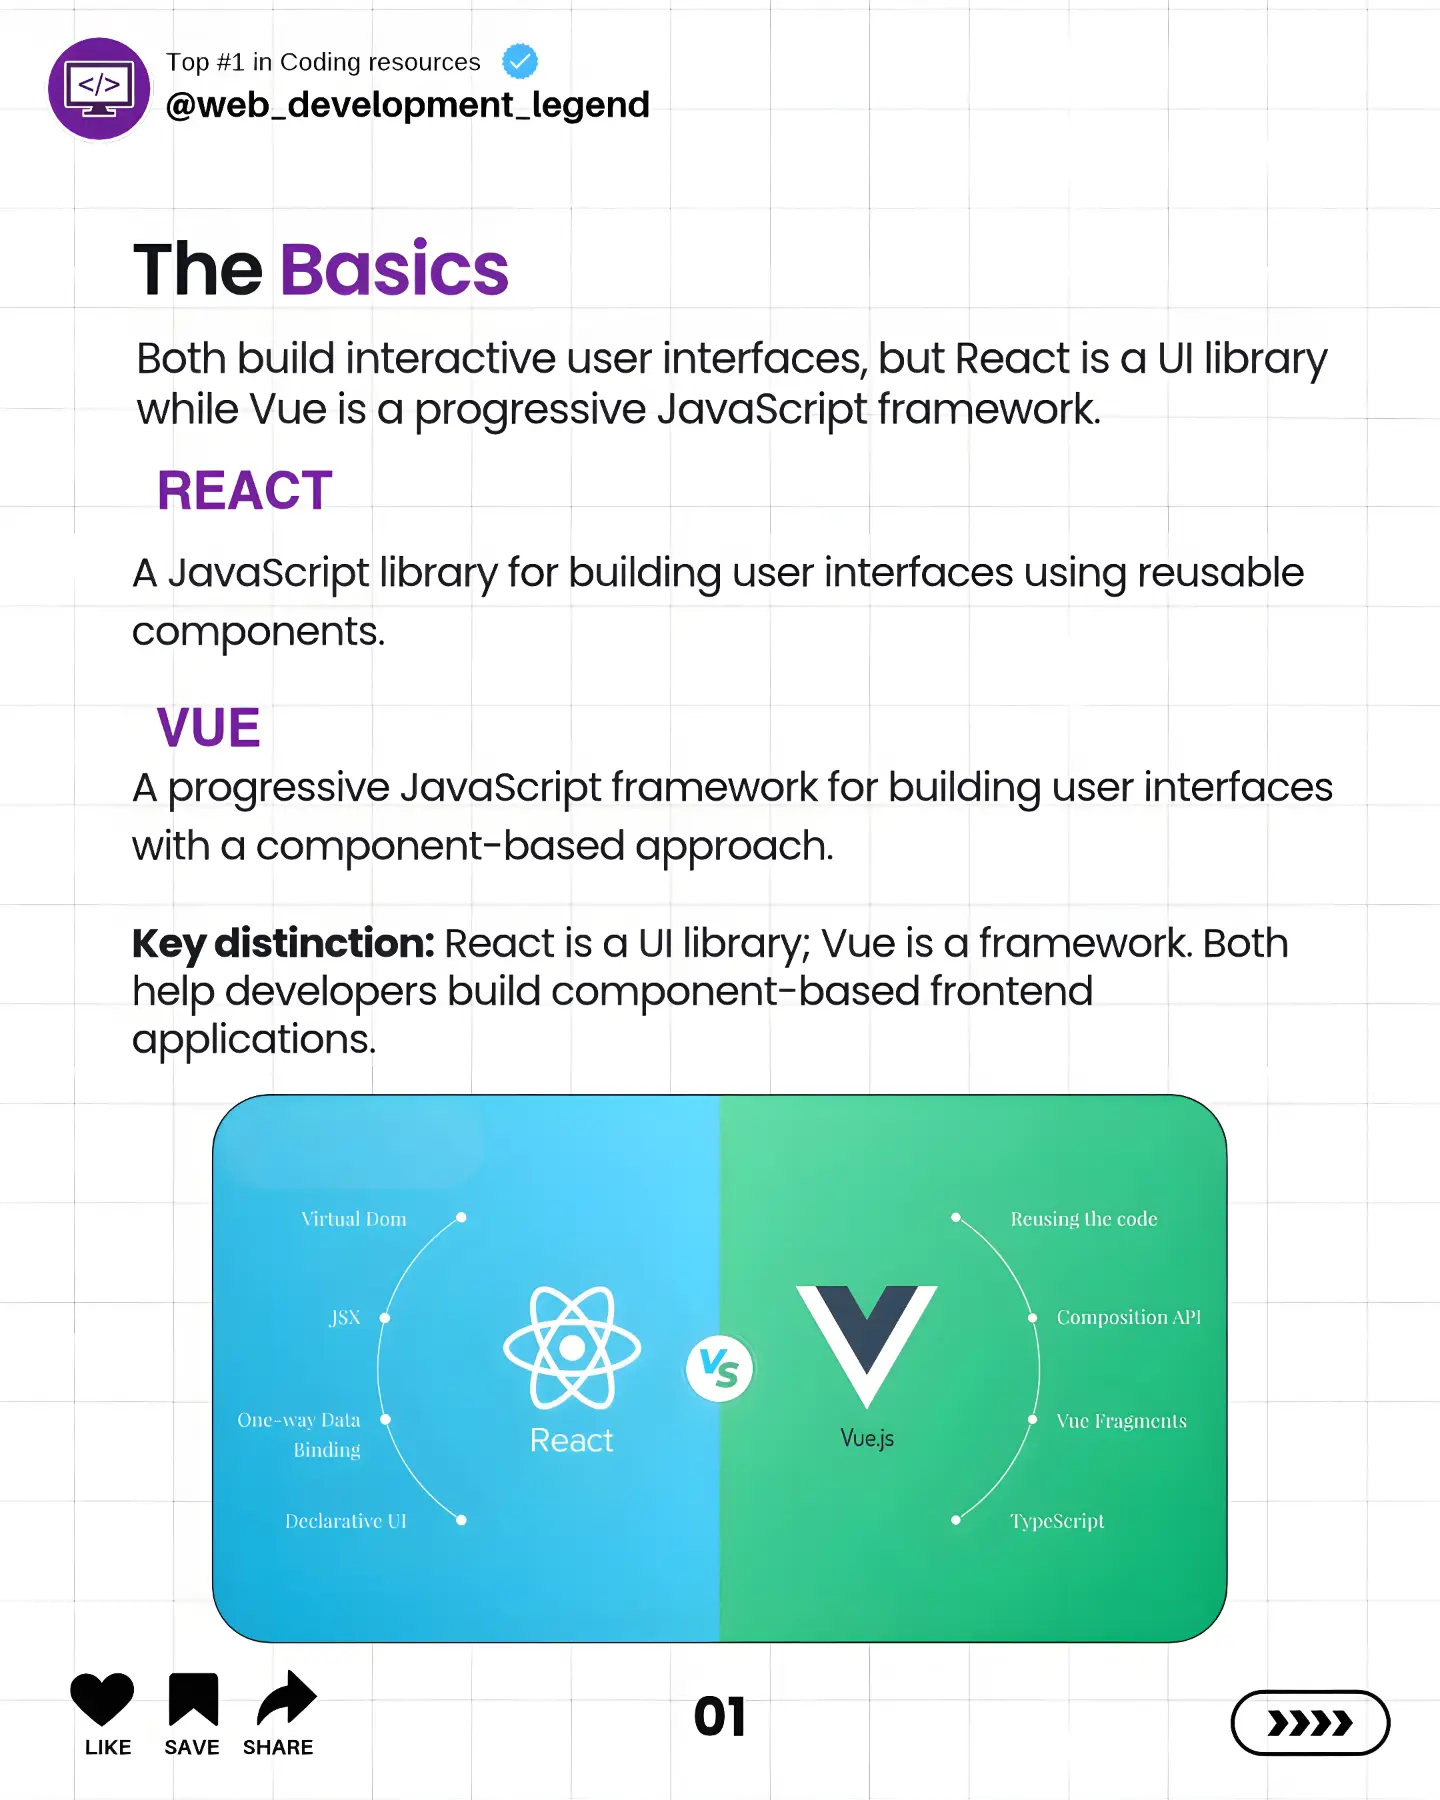 Top #1 in Coding resources
@web_development_legend
</>
The Basics
Both build interactive user interfaces, but React is a UI library
while Vue is a progressive JavaScript framework.
REACT
A JavaScript library for building user interfaces using reusable
components.
VUE
A progressive JavaScript framework for building user interfaces
with a component-based approach.
Key distinction: React is a UI library; Vue is a framework. Both
help developers build component-based frontend
applications.
Virtual Dom
JSX
One-way Data
Binding
Declarative UI
React
VS
Vue.js
Reusing the code
Composition API
Vue Fragments
TypeScript
LIKE
SAVE
SHARE
01